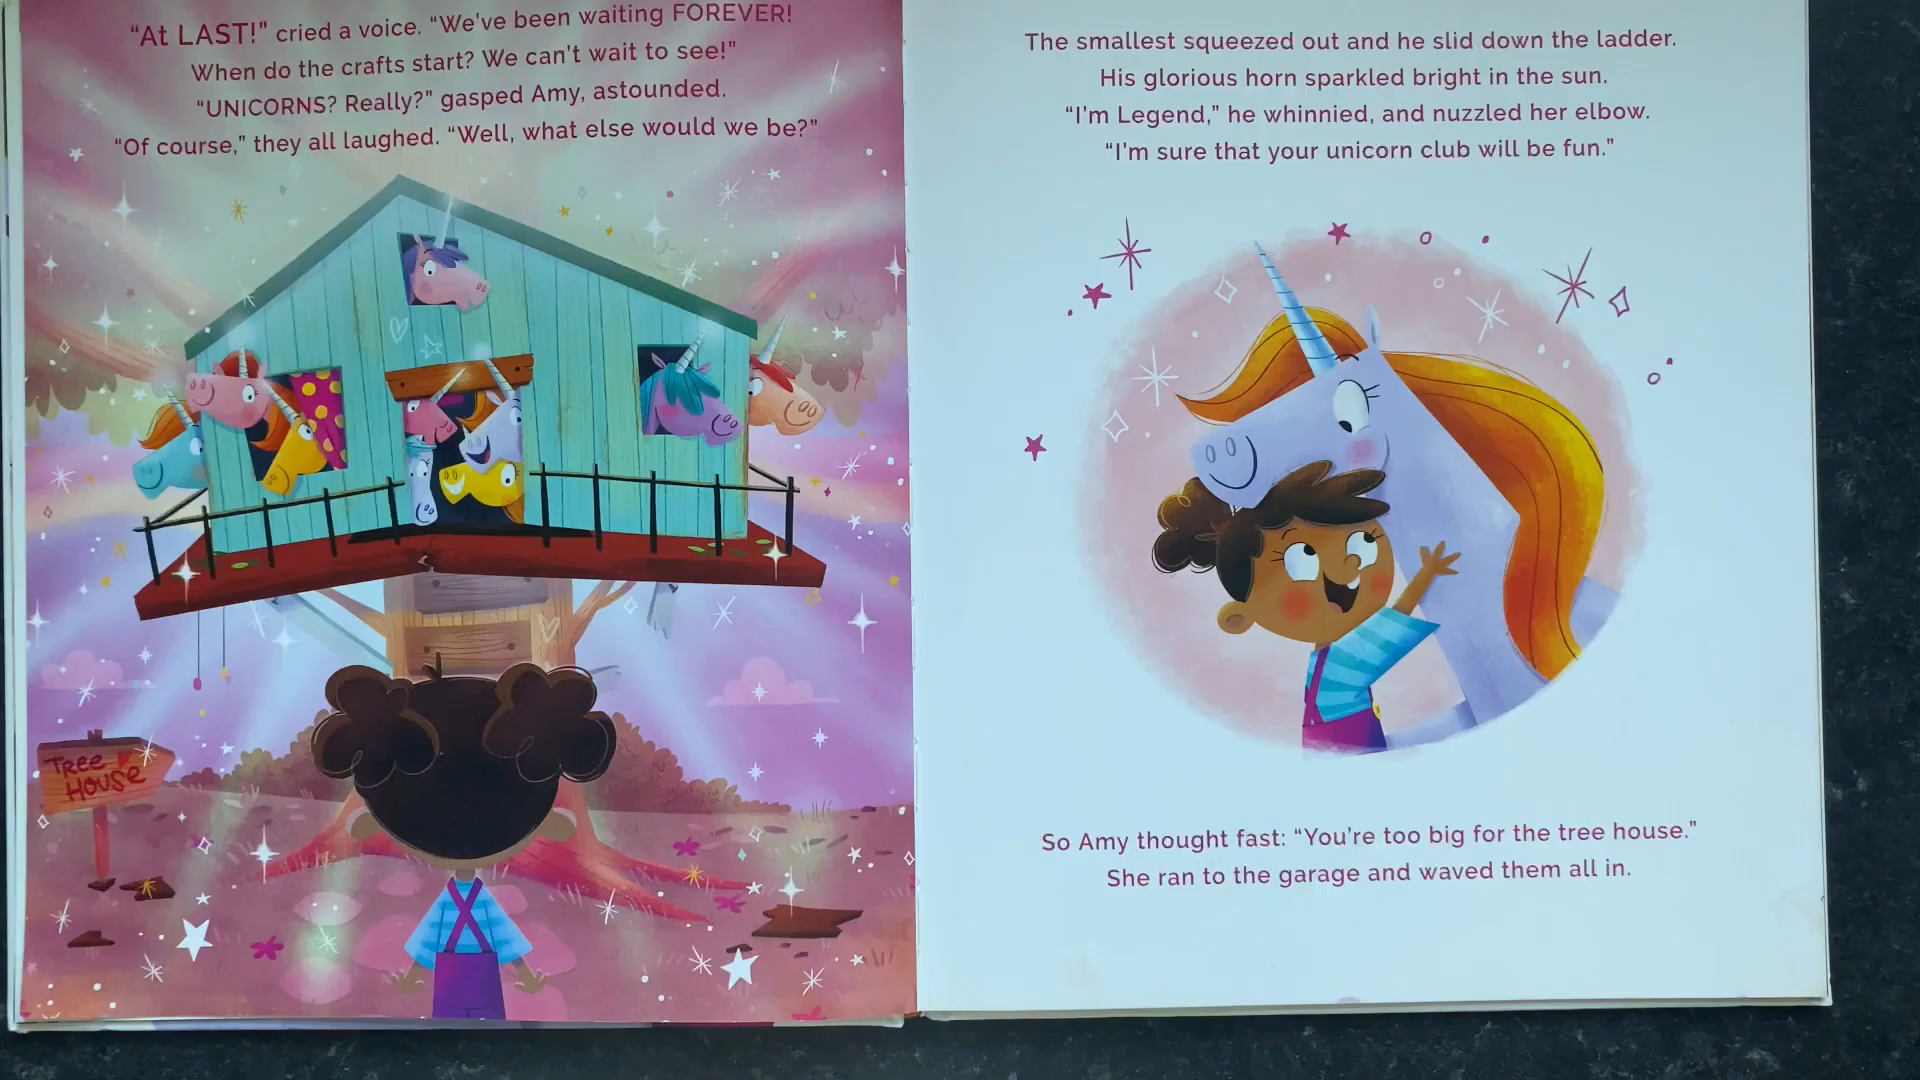 “At LAST!” cried a voice. “We’ve been waiting FOREVER!
When do the crafts start? We can’t wait to see!”
“UNICORNS? Really?” gasped Amy, astounded.
“Of course,” they all laughed. “Well, what else would we be?”
TREE
HOUSE
The smallest squeezed out and he slid down the ladder.
His glorious horn sparkled bright in the sun.
“I’m Legend,” he whinnied, and nuzzled her elbow.
“I’m sure that your unicorn club will be fun.”
So Amy thought fast: “You’re too big for the tree house.”
She ran to the garage and waved them all in.